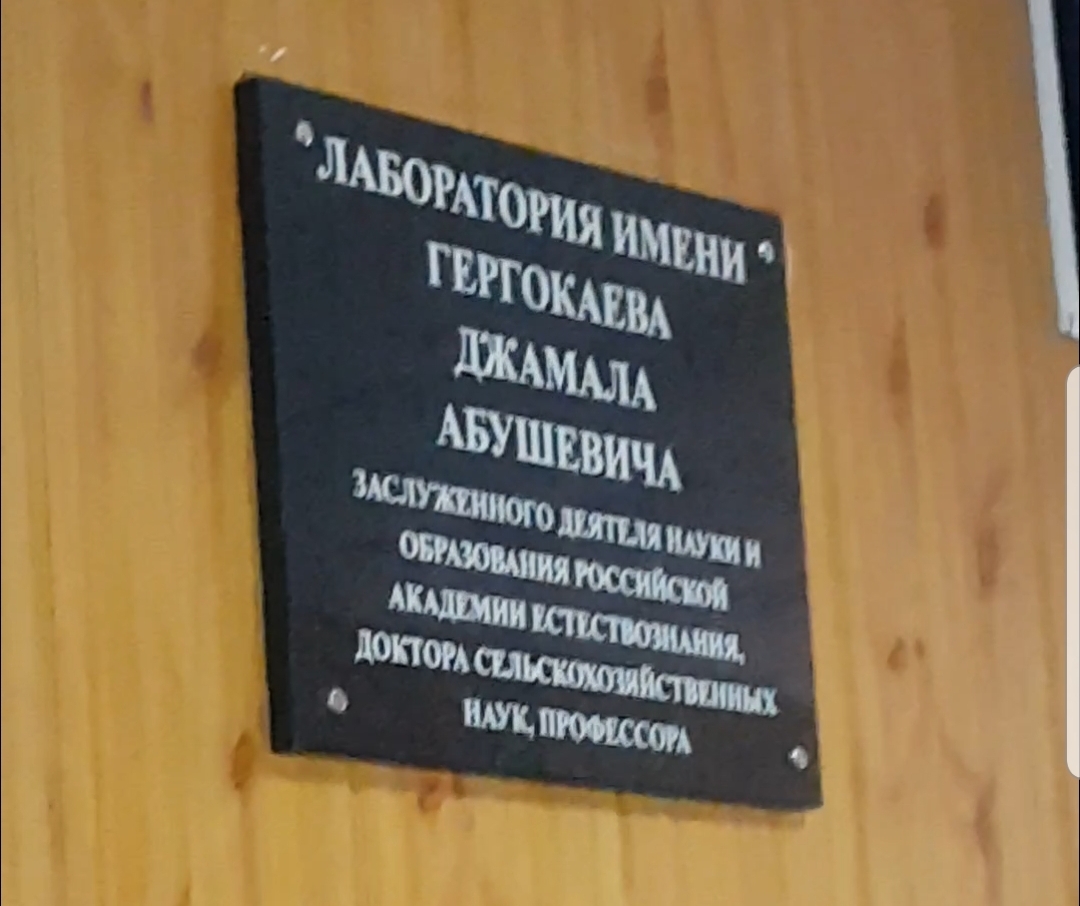 ЛАБОРАТОРИЯ ИМЕНИ
ГЕРГОКАЕВА
ДЖАМАЛА
АБУШЕВИЧА
ЗАСЛУЖЕННОГО ДЕЯТЕЛЯ НАУКИ И
ОБРАЗОВАНИЯ РОССИЙСКОЙ
АКАДЕМИИ ЕСТЕСТВОЗНАНИЯ,
ДОКТОРА СЕЛЬСКОХОЗЯЙСТВЕННЫХ
НАУК, ПРОФЕССОРА